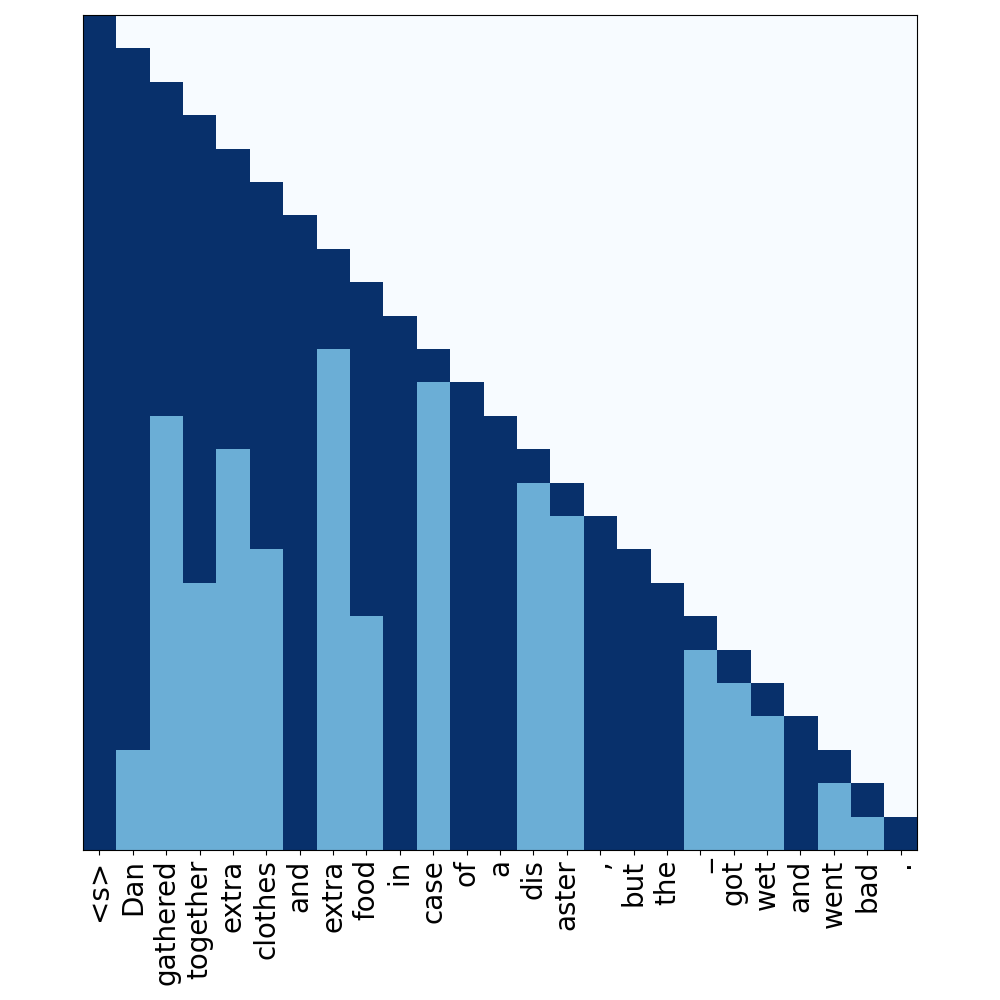 <s>
Dan
gathered
together
extra
clothes
and
extra
food
in
case
of
a
dis
aster
,
but
the
_
got
wet
and
went
bad
.